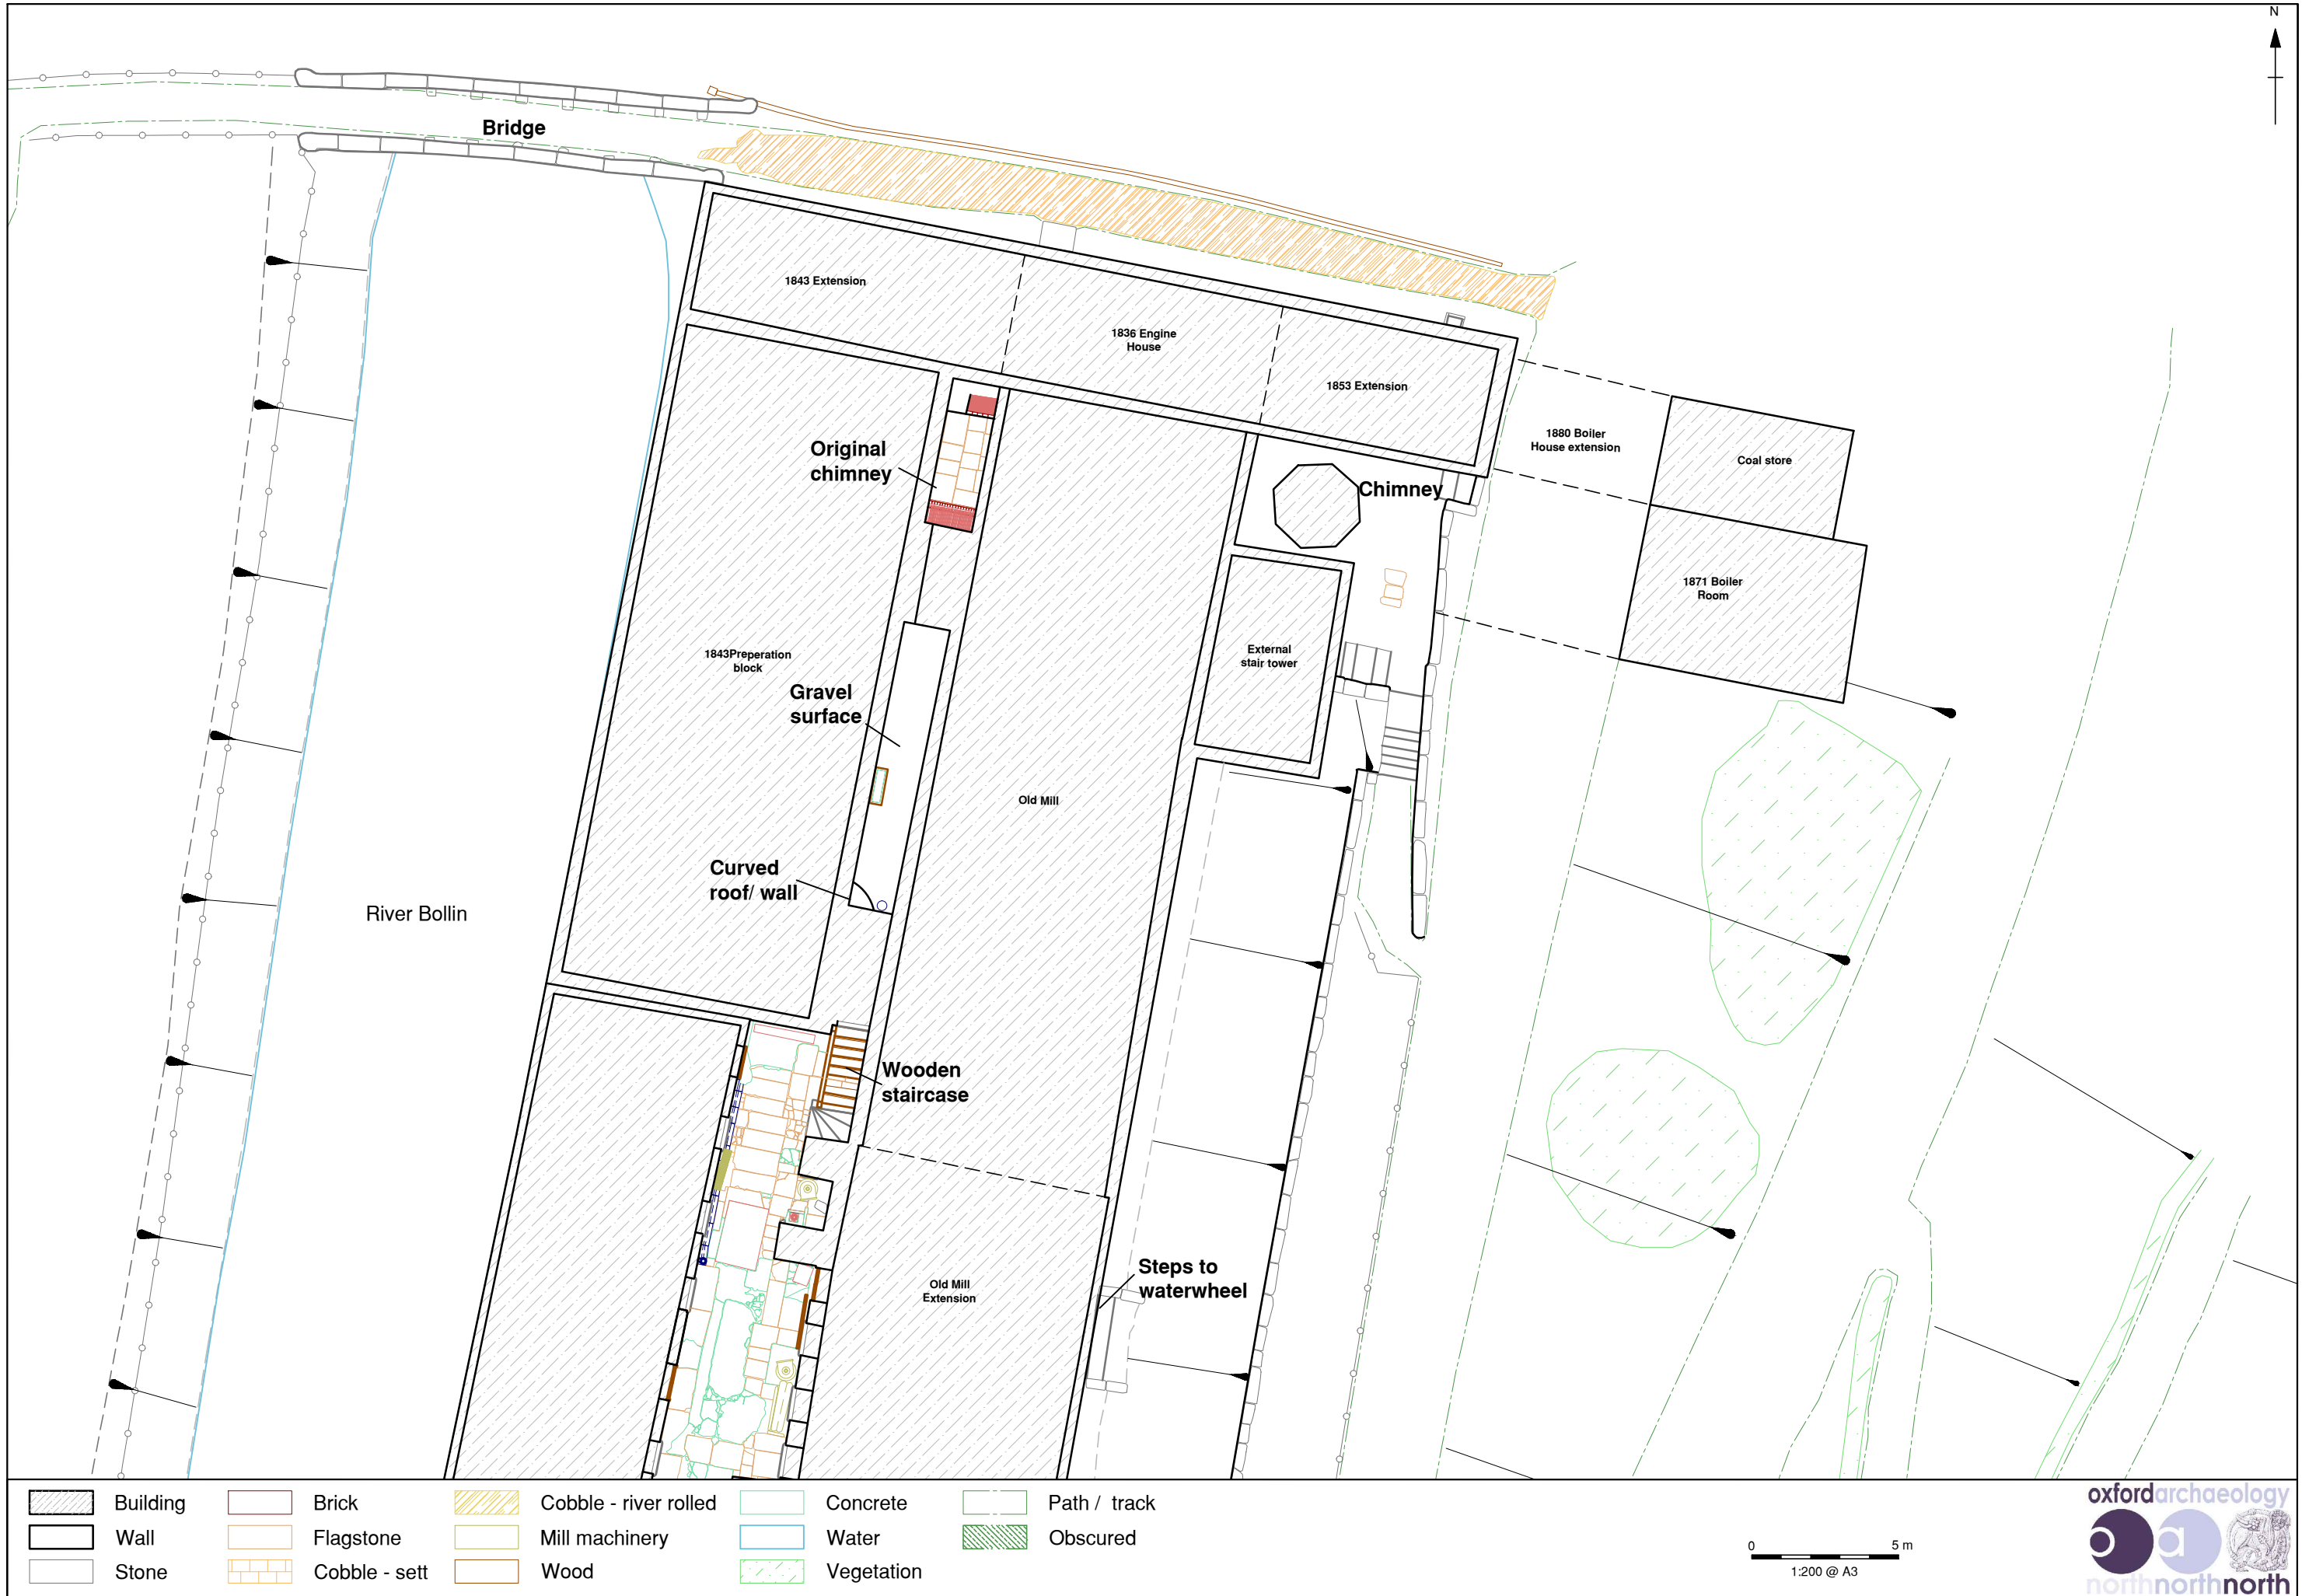 N
Bridge
1843 Extension
1836 Engine
House
1853 Extension
1880 Boiler
House extension
Coal store
Original
chimney
Chimney
1871 Boiler
Room
External
stair tower
1843Preperation
block
Gravel
surface
Old Mill
Curved
roof/ wall
River Bollin
Wooden
staircase
Steps to
waterwheel
Old Mill
Extension
Building
Wall
Stone
Brick
Flagstone
Cobble - sett
Cobble - river rolled
Mill machinery
Wood
Concrete
Water
Vegetation
Path / track
Obscured
0 5 m
1:200 @ A3
oxfordarchaeology
oa
northnorthnorth